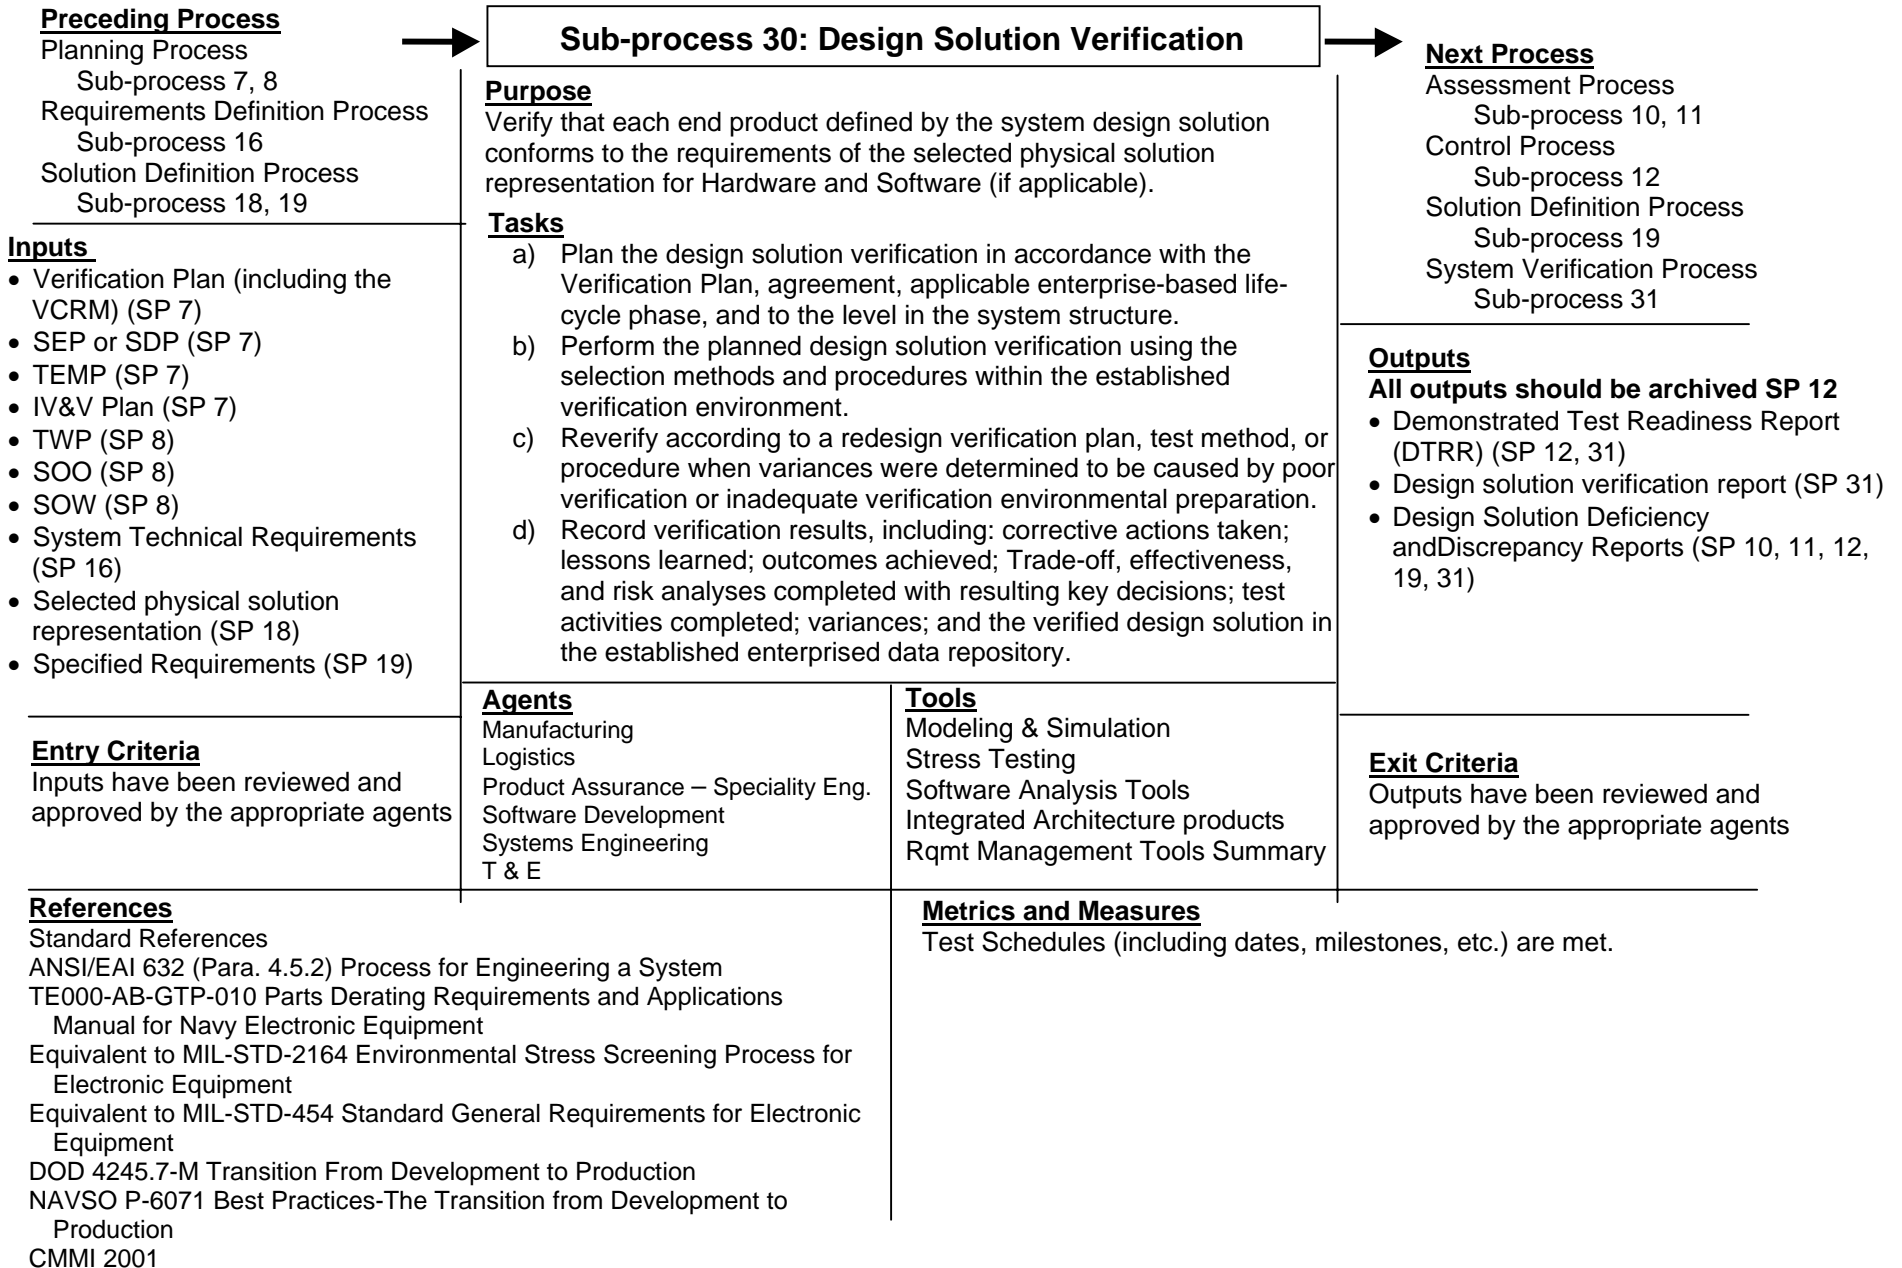 Preceding Process
Planning Process
Sub-process 7, 8
Requirements Definition Process
Sub-process 16
Solution Definition Process
Sub-process 18, 19
Inputs
• Verification Plan (including the
VCRM) (SP 7)
• SEP or SDP (SP 7)
• TEMP (SP 7)
• IV&V Plan (SP 7)
• TWP (SP 8)
• SOO (SP 8)
• SOW (SP 8)
• System Technical Requirements
(SP 16)
• Selected physical solution
representation (SP 18)
• Specified Requirements (SP 19)
Entry Criteria
Inputs have been reviewed and
approved by the appropriate agents
Sub-process 30: Design Solution Verification
Purpose
Verify that each end product defined by the system design solution
conforms to the requirements of the selected physical solution
representation for Hardware and Software (if applicable).
Tasks
a) Plan the design solution verification in accordance with the
Verification Plan, agreement, applicable enterprise-based life-
cycle phase, and to the level in the system structure.
b) Perform the planned design solution verification using the
selection methods and procedures within the established
verification environment.
c) Reverify according to a redesign verification plan, test method, or
procedure when variances were determined to be caused by poor
verification or inadequate verification environmental preparation.
d) Record verification results, including: corrective actions taken;
lessons learned; outcomes achieved; Trade-off, effectiveness,
and risk analyses completed with resulting key decisions; test
activities completed; variances; and the verified design solution in
the established enterprised data repository.
Agents
Manufacturing
Logistics
Product Assurance – Speciality Eng.
Software Development
Systems Engineering
T & E
Tools
Modeling & Simulation
Stress Testing
Software Analysis Tools
Integrated Architecture products
Rqmt Management Tools Summary
Next Process
Assessment Process
Sub-process 10, 11
Control Process
Sub-process 12
Solution Definition Process
Sub-process 19
System Verification Process
Sub-process 31
Outputs
All outputs should be archived SP 12
• Demonstrated Test Readiness Report
(DTRR) (SP 12, 31)
• Design solution verification report (SP 31)
• Design Solution Deficiency
andDiscrepancy Reports (SP 10, 11, 12,
19, 31)
Exit Criteria
Outputs have been reviewed and
approved by the appropriate agents
References
Standard References
ANSI/EAI 632 (Para. 4.5.2) Process for Engineering a System
TE000-AB-GTP-010 Parts Derating Requirements and Applications
Manual for Navy Electronic Equipment
Equivalent to MIL-STD-2164 Environmental Stress Screening Process for
Electronic Equipment
Equivalent to MIL-STD-454 Standard General Requirements for Electronic
Equipment
DOD 4245.7-M Transition From Development to Production
NAVSO P-6071 Best Practices-The Transition from Development to
Production
CMMI 2001
Metrics and Measures
Test Schedules (including dates, milestones, etc.) are met.